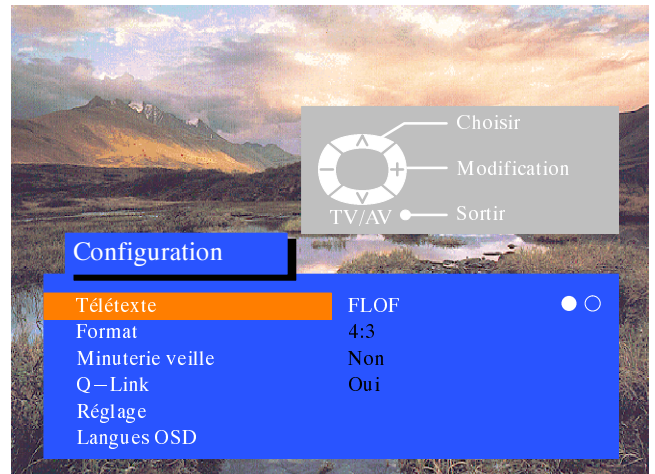 Choisir
Modification
TV/AV
Sortir
Configuration
Télétexte FLOF
Format 4:3
Minuterie veille Non
Q–Link Oui
Réglage
Langues OSD